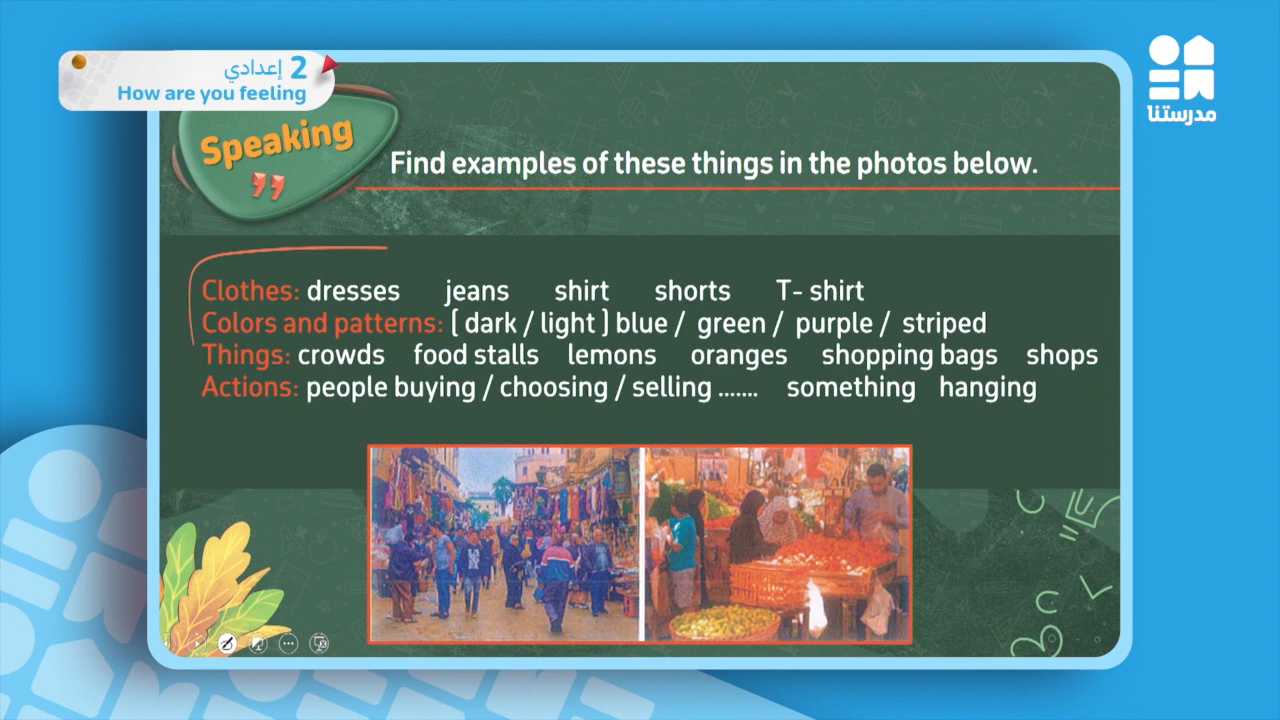 2 إعدادي
How are you feeling
مدرستنا
Speaking
Find examples of these things in the photos below.
Clothes: dresses jeans shirt shorts T- shirt
Colors and patterns: ( dark / light ) blue / green / purple / striped
Things: crowds food stalls lemons oranges shopping bags shops
Actions: people buying / choosing / selling ....... something hanging